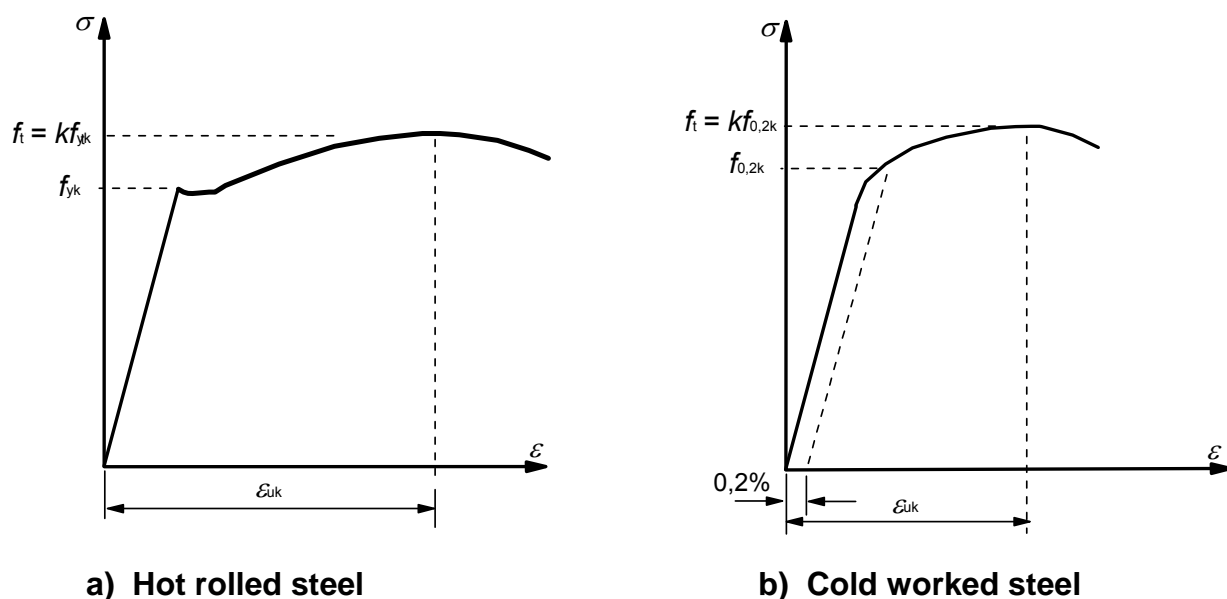 σ
f_t = kf_yk
f_yk
ε
ε_uk
a) Hot rolled steel
σ
f_t = kf_0,2k
f_0,2k
ε
0,2%
ε_uk
b) Cold worked steel